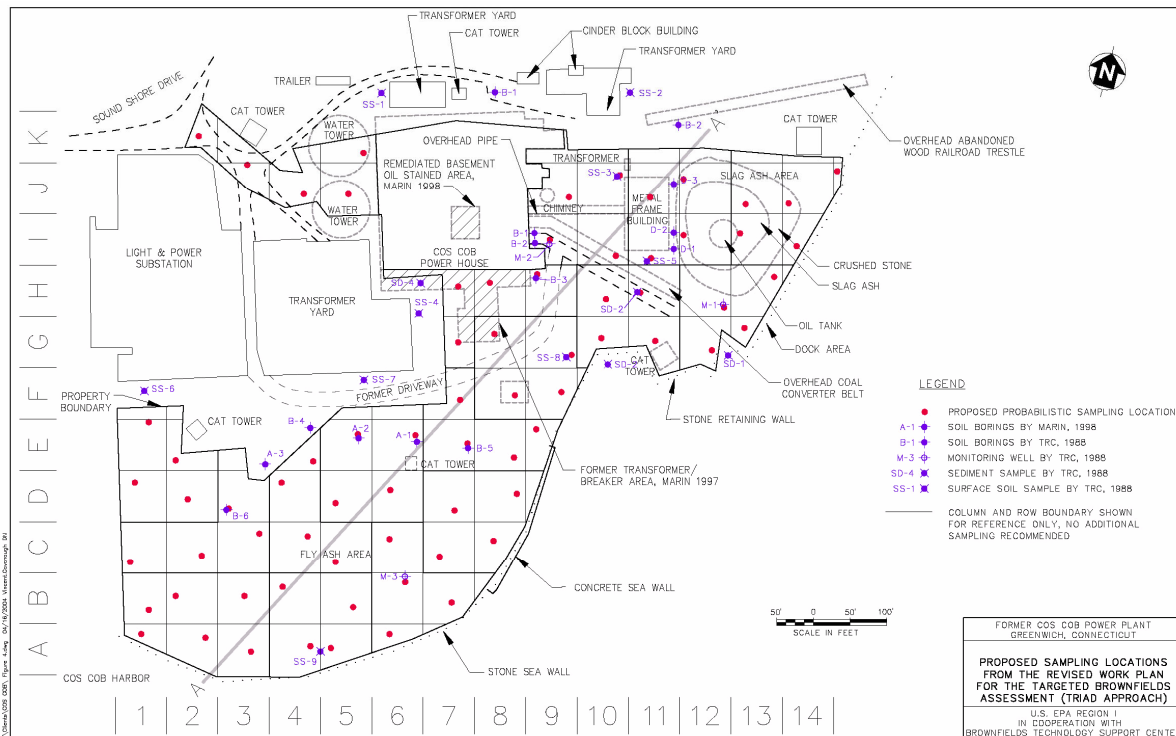 TRANSFORMER YARD
CAT TOWER
CINDER BLOCK BUILDING
TRANSFORMER YARD
TRAILER
SS-1
B-1
SS-2
N
SOUND SHORE DRIVE
CAT TOWER
WATER
TOWER
OVERHEAD PIPE
B-2
A'
CAT TOWER
OVERHEAD ABANDONED
WOOD RAILROAD TRESTLE
REMEDIATED BASEMENT
OIL STAINED AREA,
MARIN 1998
TRANSFORMER
SS-3
SLAG ASH AREA
WATER
TOWER
CHIMNEY
METAL
FRAME
BUILDING
B-1
B-2
M-2
D-2
D-1
SS-5
LIGHT & POWER
SUBSTATION
COS COB
POWER HOUSE
CRUSHED STONE
SLAG ASH
TRANSFORMER
YARD
SD-4
SS-4
B-3
SD-2
M-1
OIL TANK
DOCK AREA
SS-8
CAT
TOWER
SD-1
SS-6
SS-7
FORMER DRIVEWAY
OVERHEAD COAL
CONVERTER BELT
PROPERTY
BOUNDARY
CAT TOWER
B-4
A-2
A-1
B-5
A-3
CAT TOWER
STONE RETAINING WALL
FORMER TRANSFORMER/
BREAKER AREA, MARIN 1997
B-6
FLY ASH AREA
M-3
CONCRETE SEA WALL
SS-9
STONE SEA WALL
COS COB HARBOR
A
A B C D E F G H I J K
1 2 3 4 5 6 7 8 9 10 11 12 13 14
LEGEND
PROPOSED PROBABILISTIC SAMPLING LOCATION
A-1 SOIL BORINGS BY MARIN, 1998
B-1 SOIL BORINGS BY TRC, 1988
M-3 MONITORING WELL BY TRC, 1988
SD-4 SEDIMENT SAMPLE BY TRC, 1988
SS-1 SURFACE SOIL SAMPLE BY TRC, 1988
COLUMN AND ROW BOUNDARY SHOWN
FOR REFERENCE ONLY, NO ADDITIONAL
SAMPLING RECOMMENDED
50' 0 50' 100'
SCALE IN FEET
FORMER COS COB POWER PLANT
GREENWICH, CONNECTICUT
PROPOSED SAMPLING LOCATIONS
FROM THE REVISED WORK PLAN
FOR THE TARGETED BROWNFIELDS
ASSESSMENT (TRIAD APPROACH)
U.S. EPA REGION I
IN COOPERATION WITH
BROWNFIELDS TECHNOLOGY SUPPORT CENTE